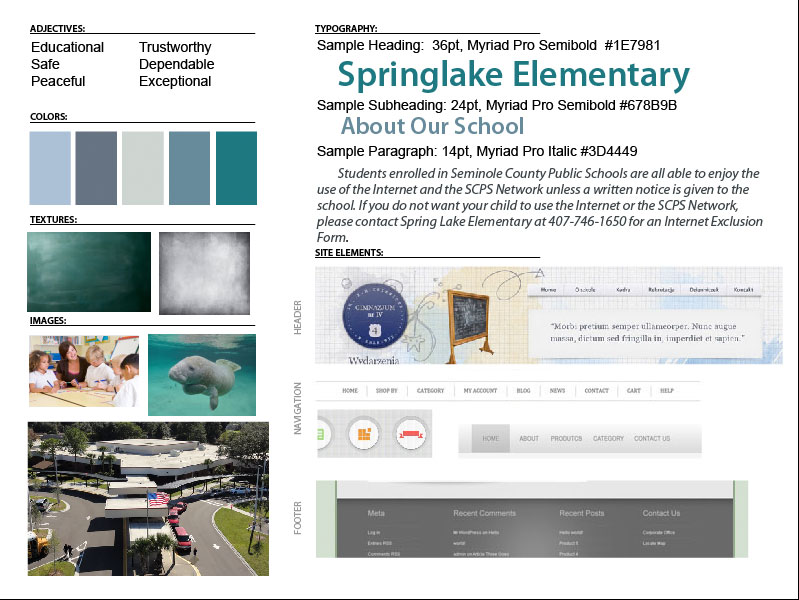 ADJECTIVES:
Educational Trustworthy
Safe Dependable
Peaceful Exceptional
COLORS:
TEXTURES:
IMAGES:
TYPOGRAPHY:
Sample Heading: 36pt, Myriad Pro Semibold #1E7981
Springlake Elementary
Sample Subheading: 24pt, Myriad Pro Semibold #678B9B
About Our School
Sample Paragraph: 14pt, Myriad Pro Italic #3D4449
Students enrolled in Seminole County Public Schools are all able to enjoy the
use of the Internet and the SCPS Network unless a written notice is given to the
school. If you do not want your child to use the Internet or the SCPS Network,
please contact Spring Lake Elementary at 407-746-1650 for an Internet Exclusion
Form.
SITE ELEMENTS:
HEADER
GIMNAZJUM
nr IV
4
Wydarzenia
Home O szkole Kadra Rekrutacja Dziennikzek Kontakt
"Morbi pretium semper ullamcorper. Nunc augue
massa, dictum sed fringilla in, imperdiet et sapien."
NAVIGATION
HOME SHOP BY CATEGORY MY ACCOUNT BLOG NEWS CONTACT CART HELP
HOME ABOUT PRODUTCS CATEGORY CONTACT US
FOOTER
Meta Recent Comments Recent Posts Contact Us
Log in Mr WordPress on Hello Hello world! Corporate Office
Entries RSS world! Product 5 Locate Map
Comments RSS admin on Article Three Goes Product 4